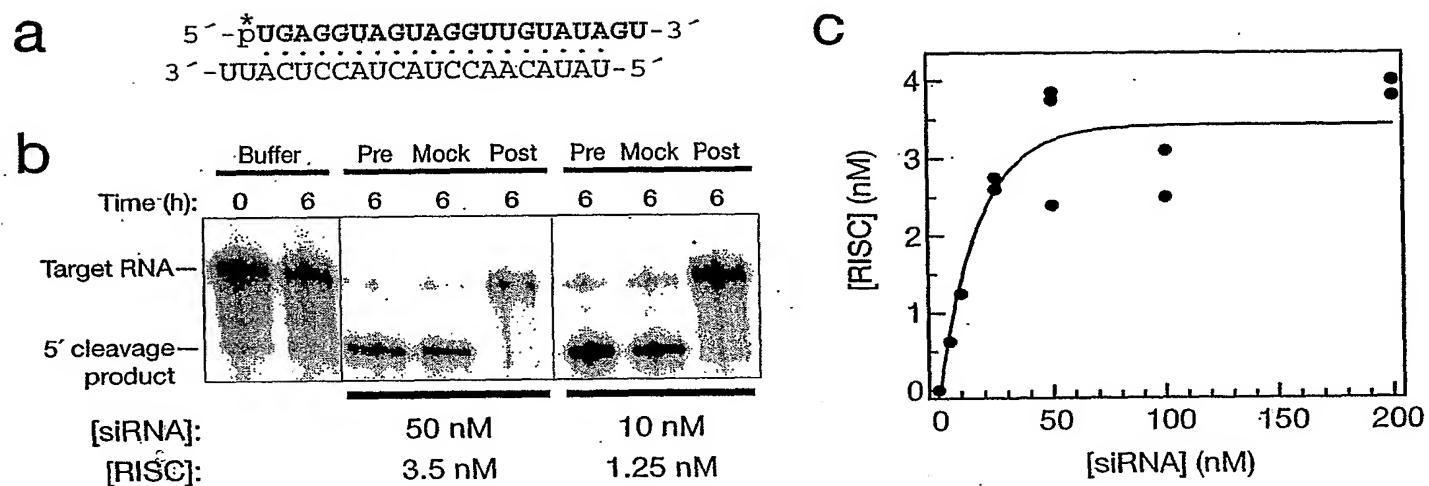 a
*
5´-pUGAGGUAGUAGGUUGUAUAGU-3´
3´-UUACUCCAUCAUCCAACAUAU-5´
b
Buffer Pre Mock Post Pre Mock Post
Time (h): 0 6 6 6 6 6 6 6
Target RNA
5´ cleavage
product
[siRNA]: 50 nM 10 nM
[RISC]: 3.5 nM 1.25 nM
c
[RISC] (nM)
4
3
2
1
0
0 50 100 150 200
[siRNA] (nM)